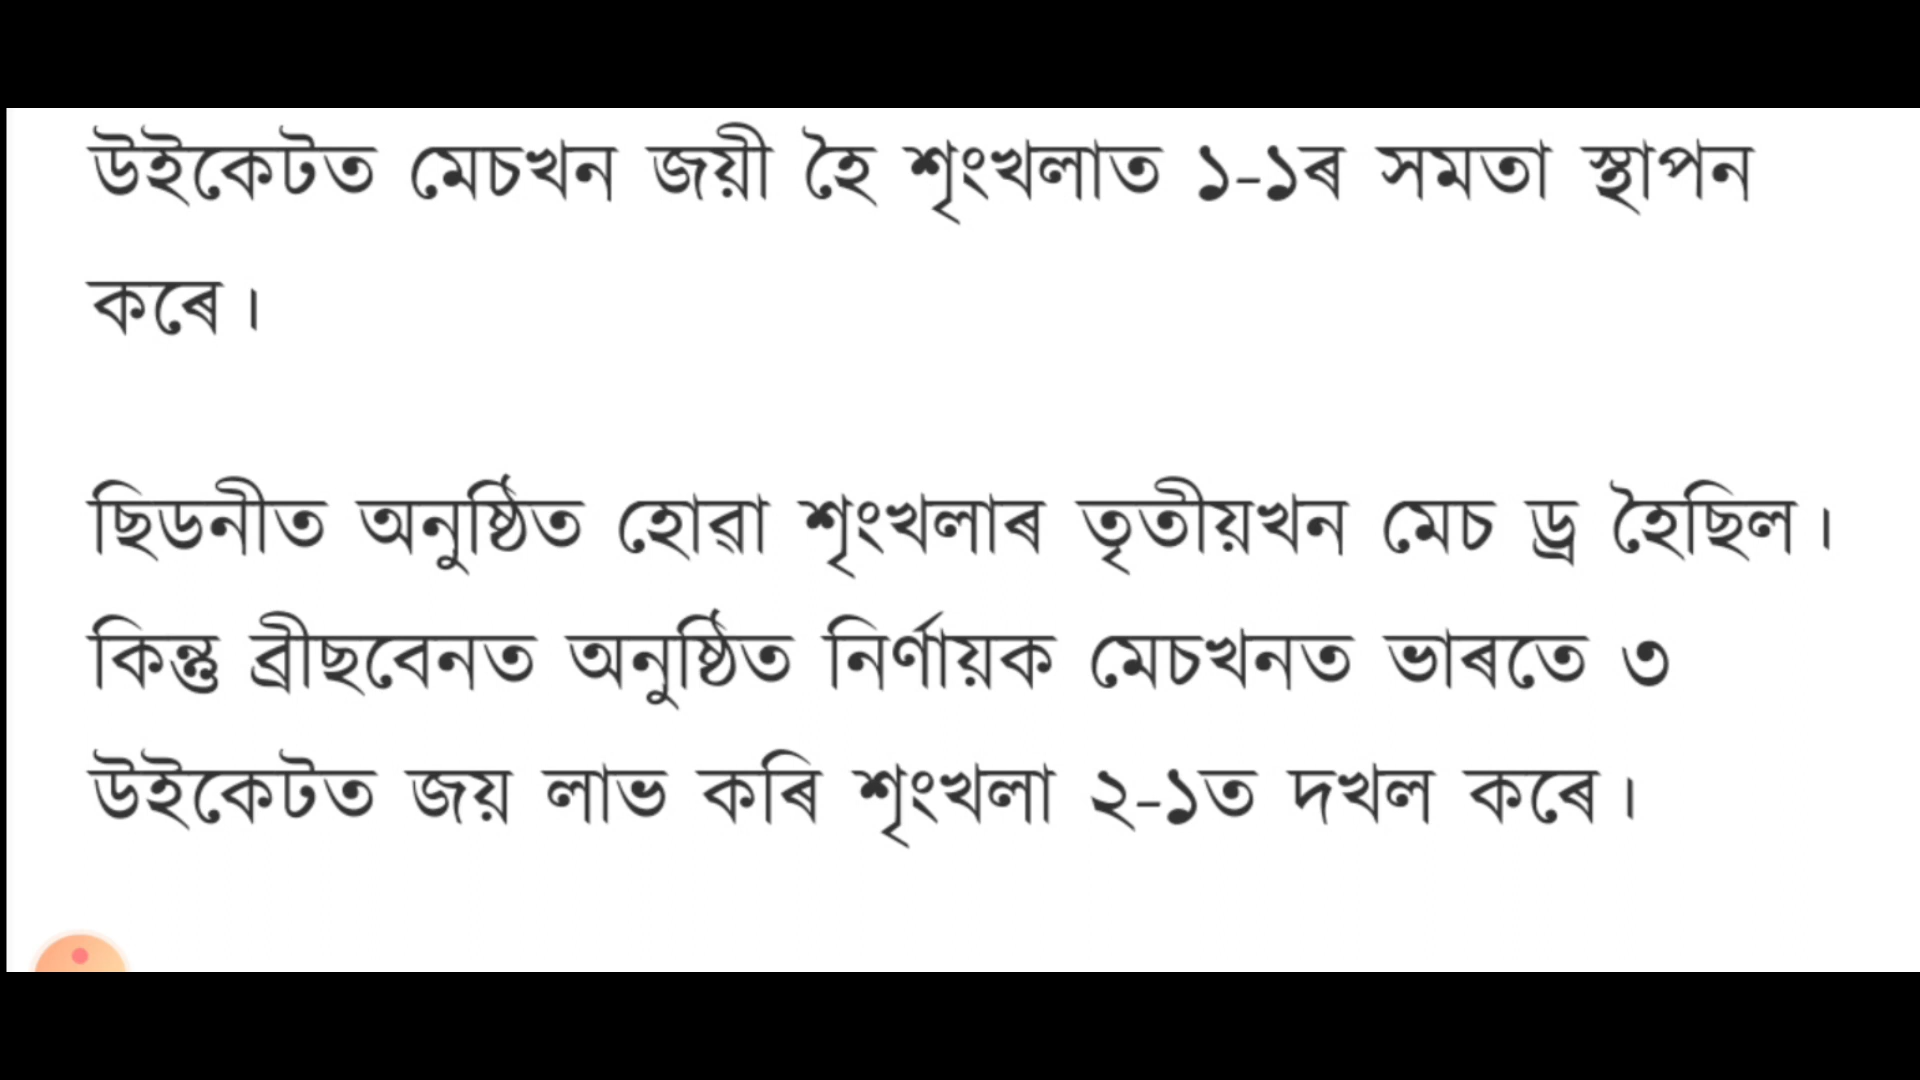 উইকেটত মেচখন জয়ী হৈ শৃংখলাত ১-১ৰ সমতা স্থাপন
কৰে।
ছিডনীত অনুষ্ঠিত হোৱা শৃংখলাৰ তৃতীয়খন মেচ ড্ৰ হৈছিল।
কিন্তু ব্ৰীছবেনত অনুষ্ঠিত নিৰ্ণায়ক মেচখনত ভাৰতে ৩
উইকেটত জয় লাভ কৰি শৃংখলা ২-১ত দখল কৰে।